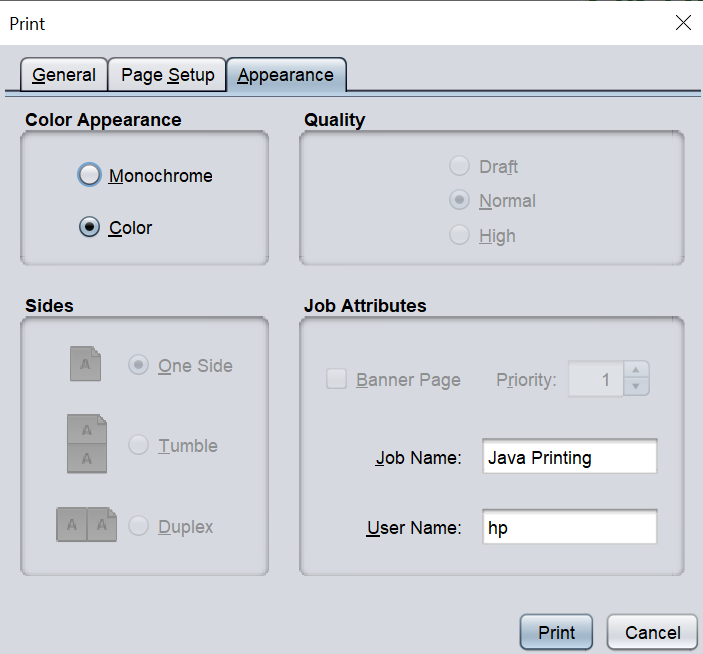 Print
General
Page Setup
Appearance
Color Appearance
Monochrome
Color
Quality
Draft
Normal
High
Sides
A
One Side
A
A
Tumble
A A
Duplex
Job Attributes
Banner Page
Priority: 1
Job Name: Java Printing
User Name: hp
Print
Cancel